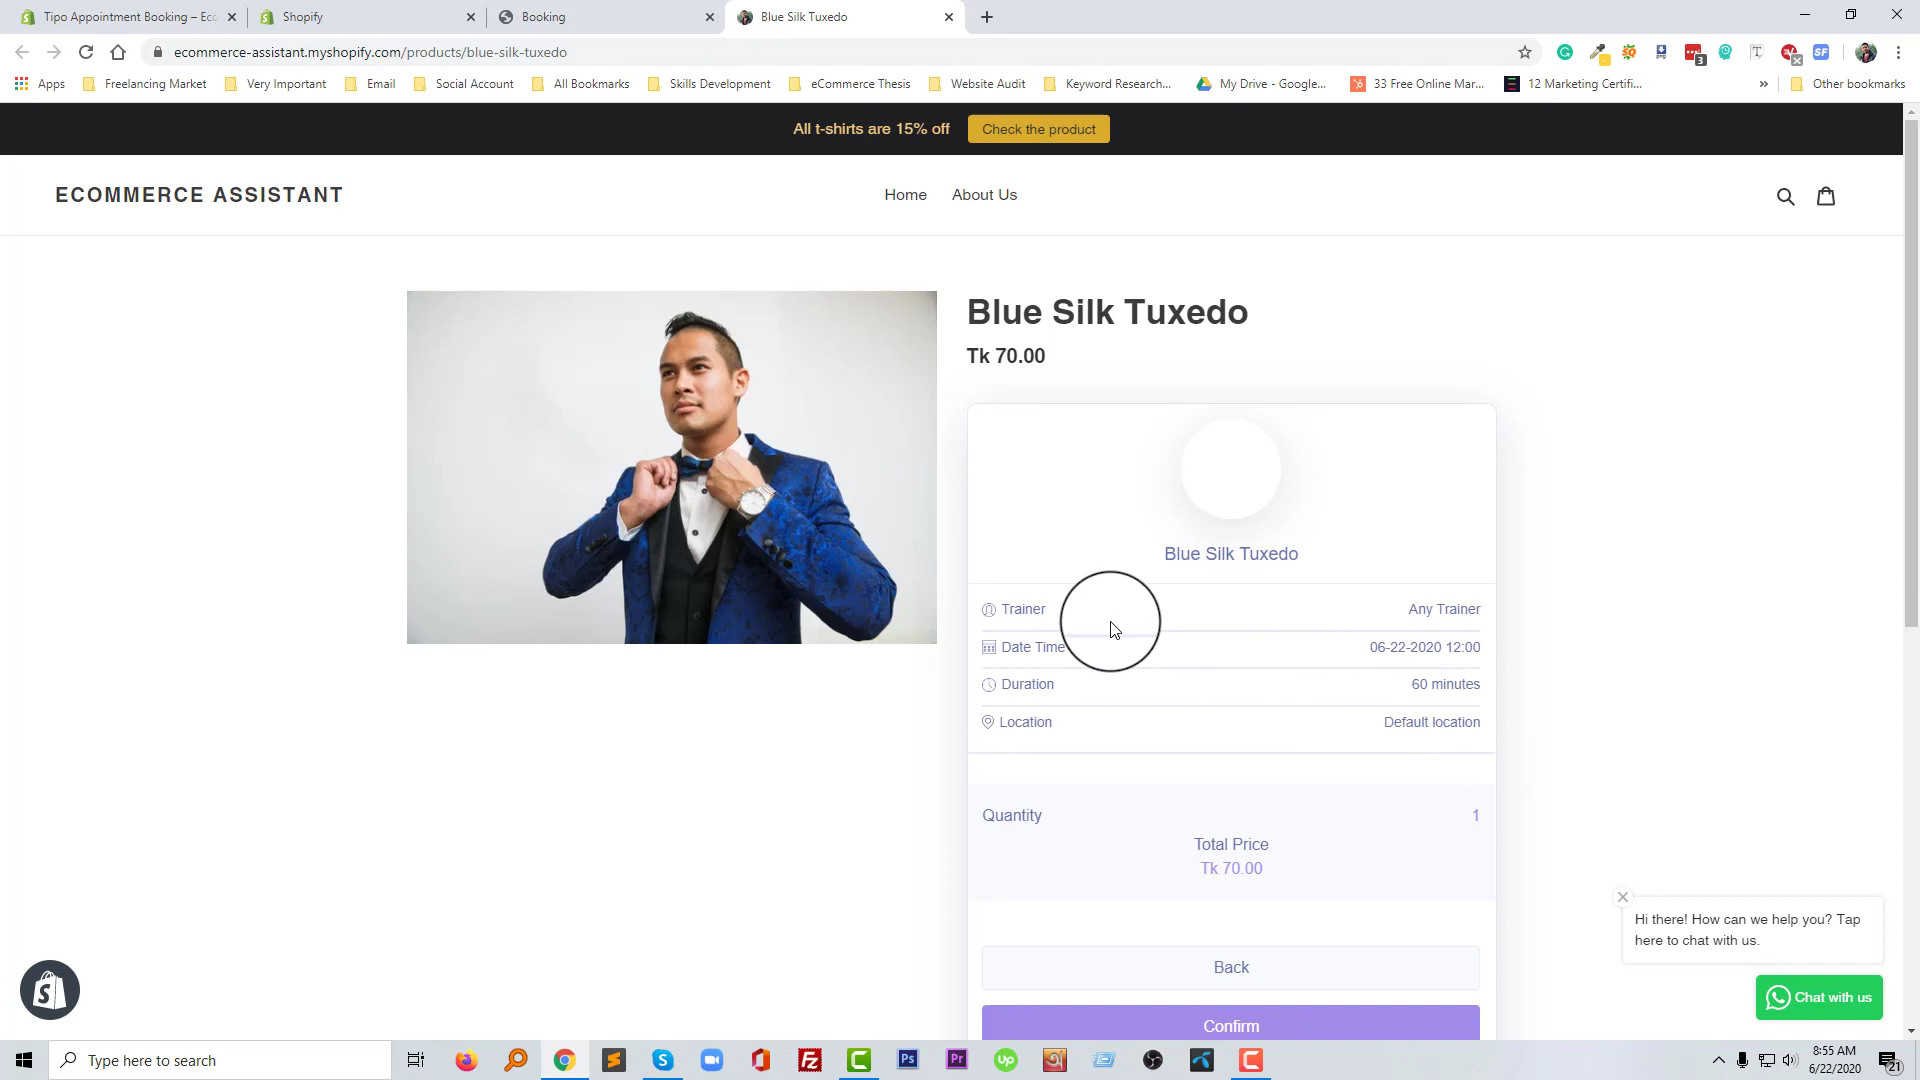 Tipo Appointment Booking – Ec
Shopify
Booking
Blue Silk Tuxedo
ecommerce-assistant.myshopify.com/products/blue-silk-tuxedo
Apps
Freelancing Market
Very Important
Email
Social Account
All Bookmarks
Skills Development
eCommerce Thesis
Website Audit
Keyword Research...
My Drive - Google...
33 Free Online Mar...
12 Marketing Certifi...
»
Other bookmarks
All t-shirts are 15% off
Check the product
ECOMMERCE ASSISTANT
Home
About Us
Blue Silk Tuxedo
Tk 70.00
Blue Silk Tuxedo
Trainer
Any Trainer
Date Time
06-22-2020 12:00
Duration
60 minutes
Location
Default location
Quantity
1
Total Price
Tk 70.00
Back
Confirm
Hi there! How can we help you? Tap
here to chat with us.
Chat with us
Type here to search
8:55 AM
6/22/2020
21